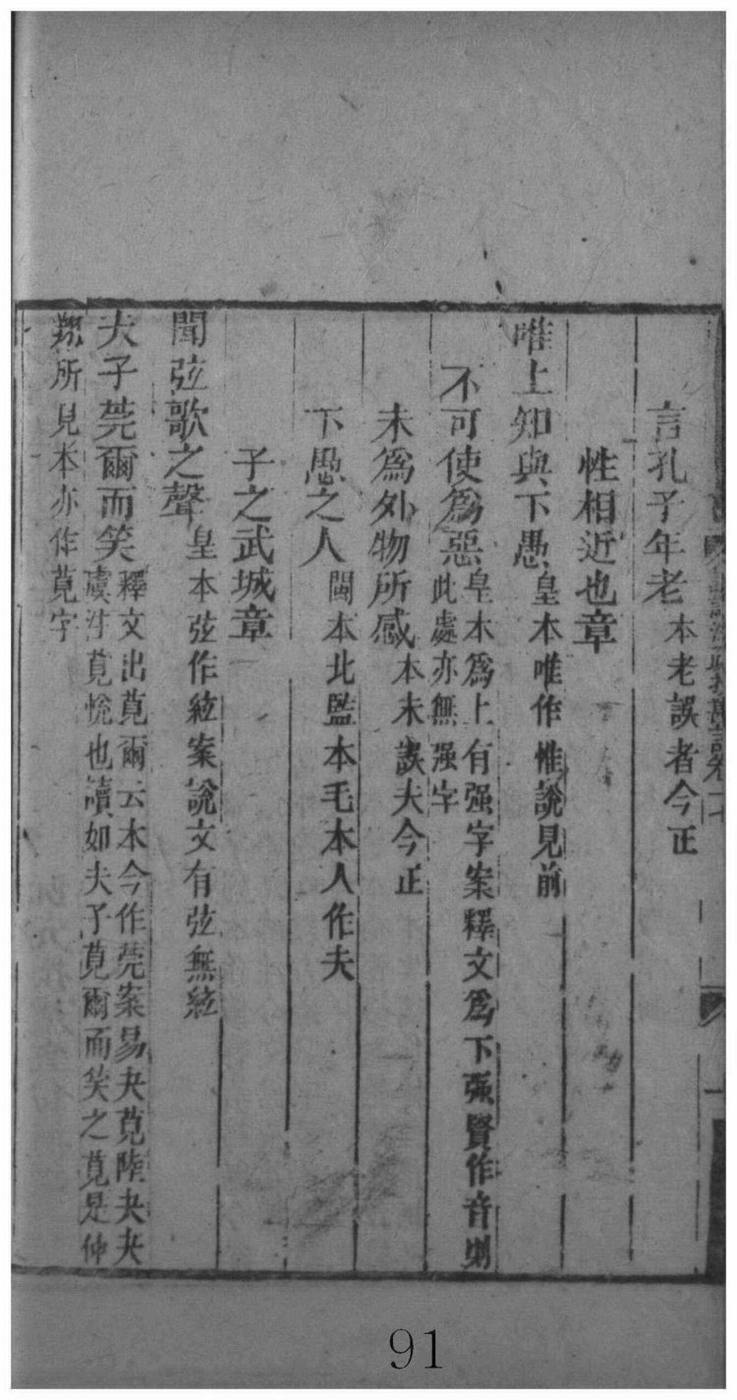 言孔子年老本老誤者今正
性相近也章
唯上知與下愚皇本唯作惟說見前
不可使爲惡皇本爲上有强字案釋文爲下强賢作音則
此處亦無强字
未爲外物所感本未誤夫今正
下愚之人閩本北監本毛本人作夫
子之武城章
聞弦歌之聲皇本弦作絃案說文有弦無絃
夫子莞爾而笑釋文出莧爾云本今作莞案易夬莧陸夬夬
虞注莧悅也讀如夫子莧爾而笑之莧是仲
翔所見本亦作莧字
91